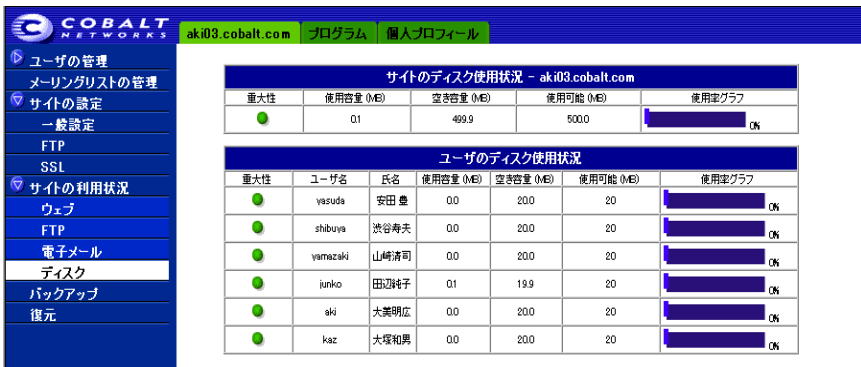 COBALT
NETWORKS
aki03.cobalt.com プログラム 個人プロフィール
ユーザの管理
メーリングリストの管理
サイトの設定
一般設定
FTP
SSL
サイトの利用状況
ウェブ
FTP
電子メール
ディスク
バックアップ
復元
サイトのディスク使用状況 - aki03.cobalt.com
重大性 使用容量 (MB) 空き容量 (MB) 使用可能 (MB) 使用率グラフ
0.1 499.9 500.0 0%
ユーザのディスク使用状況
重大性 ユーザ名 氏名 使用容量 (MB) 空き容量 (MB) 使用可能 (MB) 使用率グラフ
yasuda 安田 豊 0.0 20.0 20 0%
shibuya 渋谷寿夫 0.0 20.0 20 0%
yamazaki 山崎清司 0.0 20.0 20 0%
junko 田辺純子 0.1 19.9 20 0%
aki 大美明広 0.0 20.0 20 0%
kaz 大塚和男 0.0 20.0 20 0%